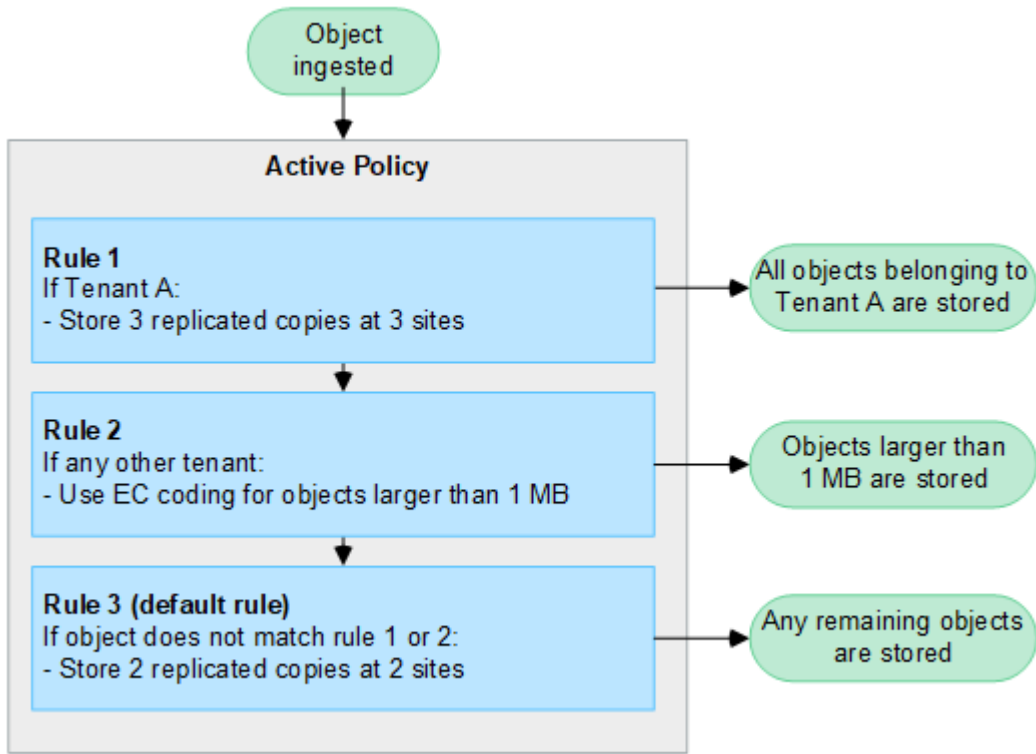 Object
ingested
Active Policy
Rule 1
If Tenant A:
- Store 3 replicated copies at 3 sites
All objects belonging to
Tenant A are stored
Rule 2
If any other tenant:
- Use EC coding for objects larger than 1 MB
Objects larger than
1 MB are stored
Rule 3 (default rule)
If object does not match rule 1 or 2:
- Store 2 replicated copies at 2 sites
Any remaining objects
are stored